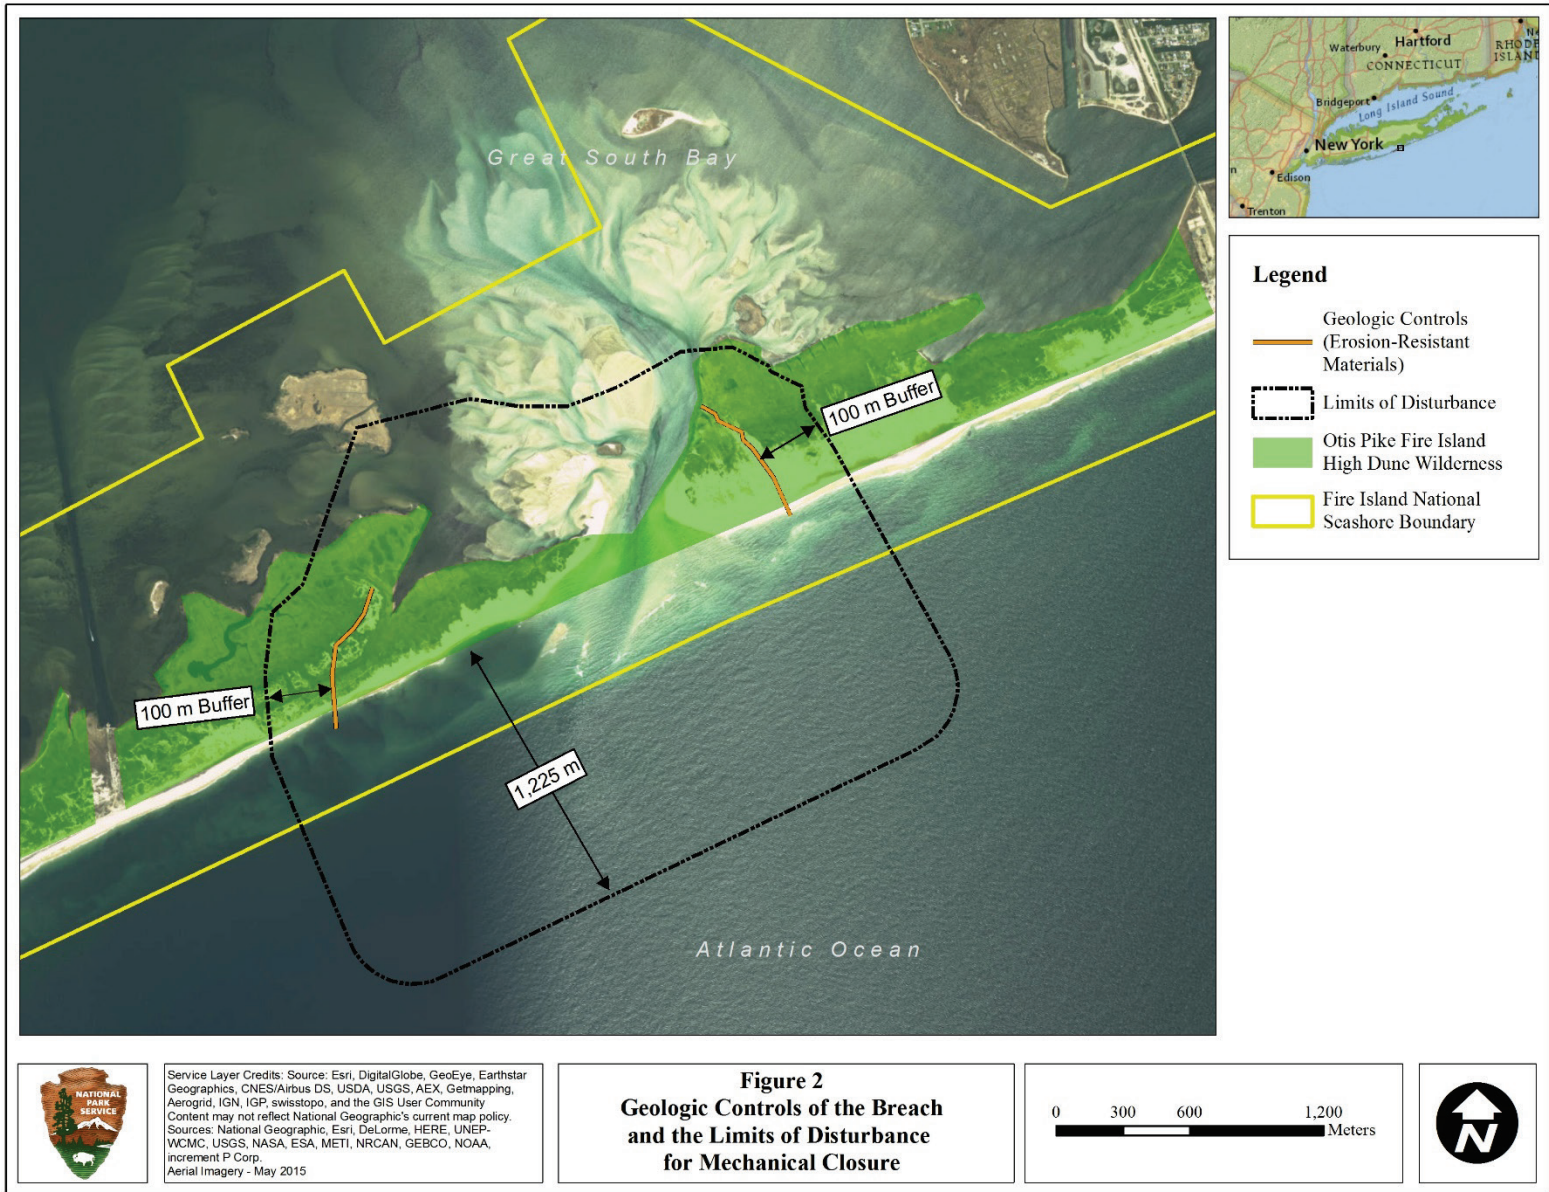 Great South Bay
100 m Buffer
100 m Buffer
1,225 m
Atlantic Ocean
Waterbury
Hartford
CONNECTICUT
RHODE
ISLAND
Bridgeport
Long Island Sound
New York
Edison
Trenton
Legend
Geologic Controls
(Erosion-Resistant
Materials)
Limits of Disturbance
Otis Pike Fire Island
High Dune Wilderness
Fire Island National
Seashore Boundary
NATIONAL
PARK
SERVICE
Service Layer Credits: Source: Esri, DigitalGlobe, GeoEye, Earthstar
Geographics, CNES/Airbus DS, USDA, USGS, AEX, Getmapping,
Aerogrid, IGN, IGP, swisstopo, and the GIS User Community
Content may not reflect National Geographic's current map policy.
Sources: National Geographic, Esri, DeLorme, HERE, UNEP-
WCMC, USGS, NASA, ESA, METI, NRCAN, GEBCO, NOAA,
increment P Corp.
Aerial Imagery - May 2015
Figure 2
Geologic Controls of the Breach
and the Limits of Disturbance
for Mechanical Closure
0 300 600 1,200
Meters
N